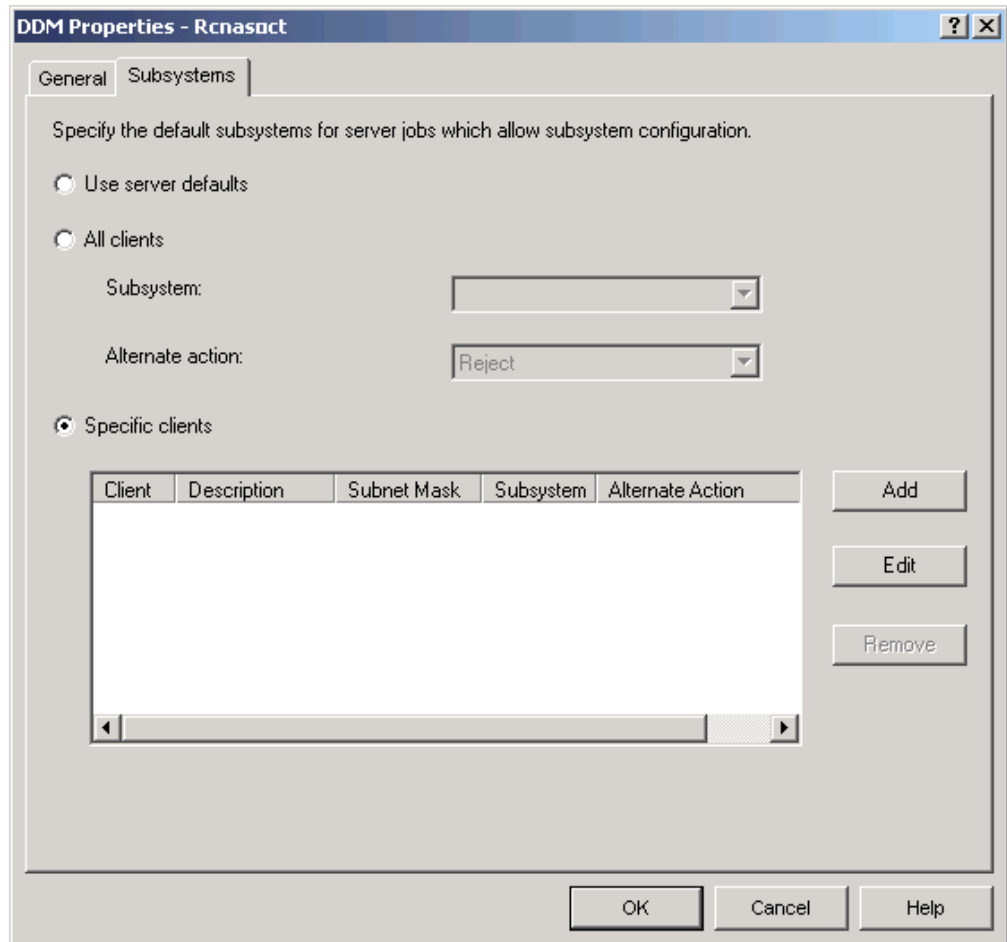 DDM Properties - Rcnasɑct
General Subsystems
Specify the default subsystems for server jobs which allow subsystem configuration.
Use server defaults
All clients
Subsystem:
Alternate action: Reject
Specific clients
Client Description Subnet Mask Subsystem Alternate Action
Add
Edit
Remove
OK Cancel Help